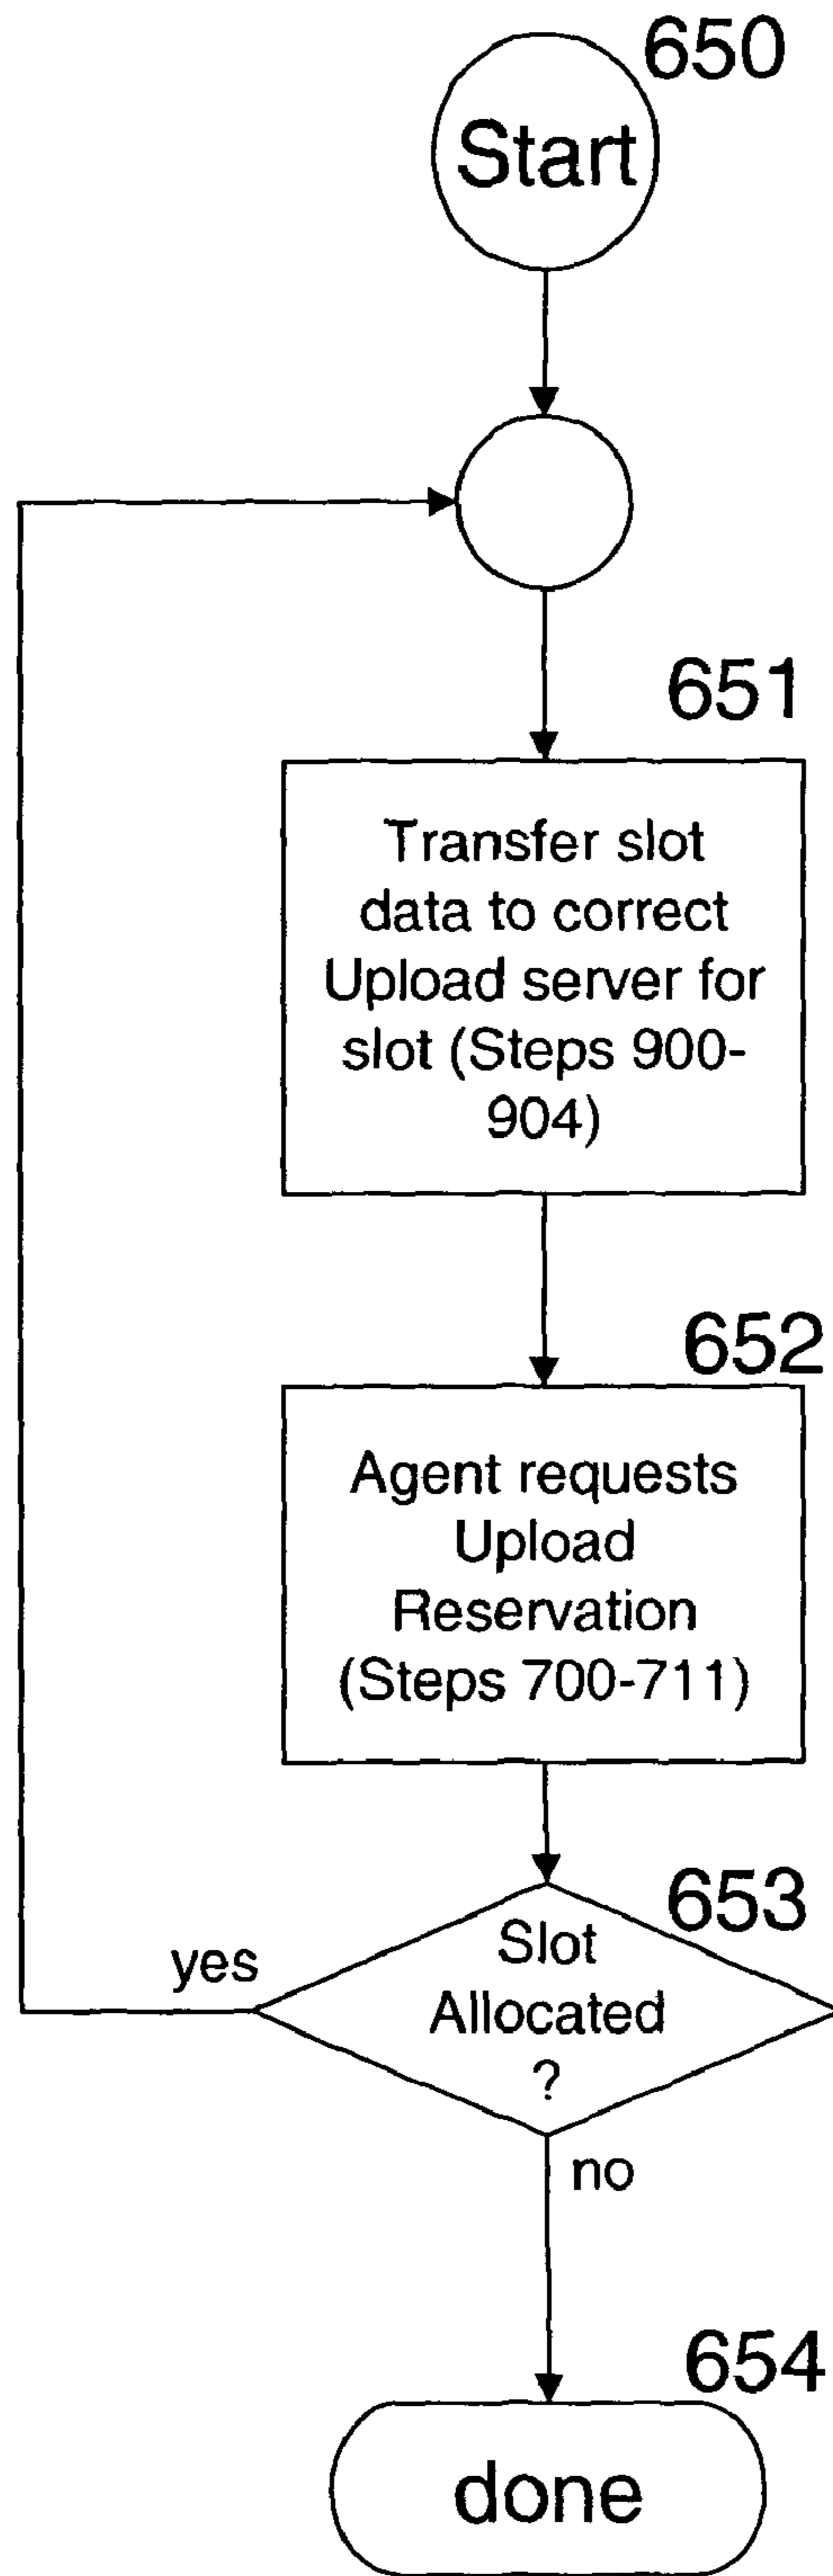 650
Start
651
Transfer slot
data to correct
Upload server for
slot (Steps 900-
904)
652
Agent requests
Upload
Reservation
(Steps 700-711)
653
Slot
Allocated
?
yes
no
654
done